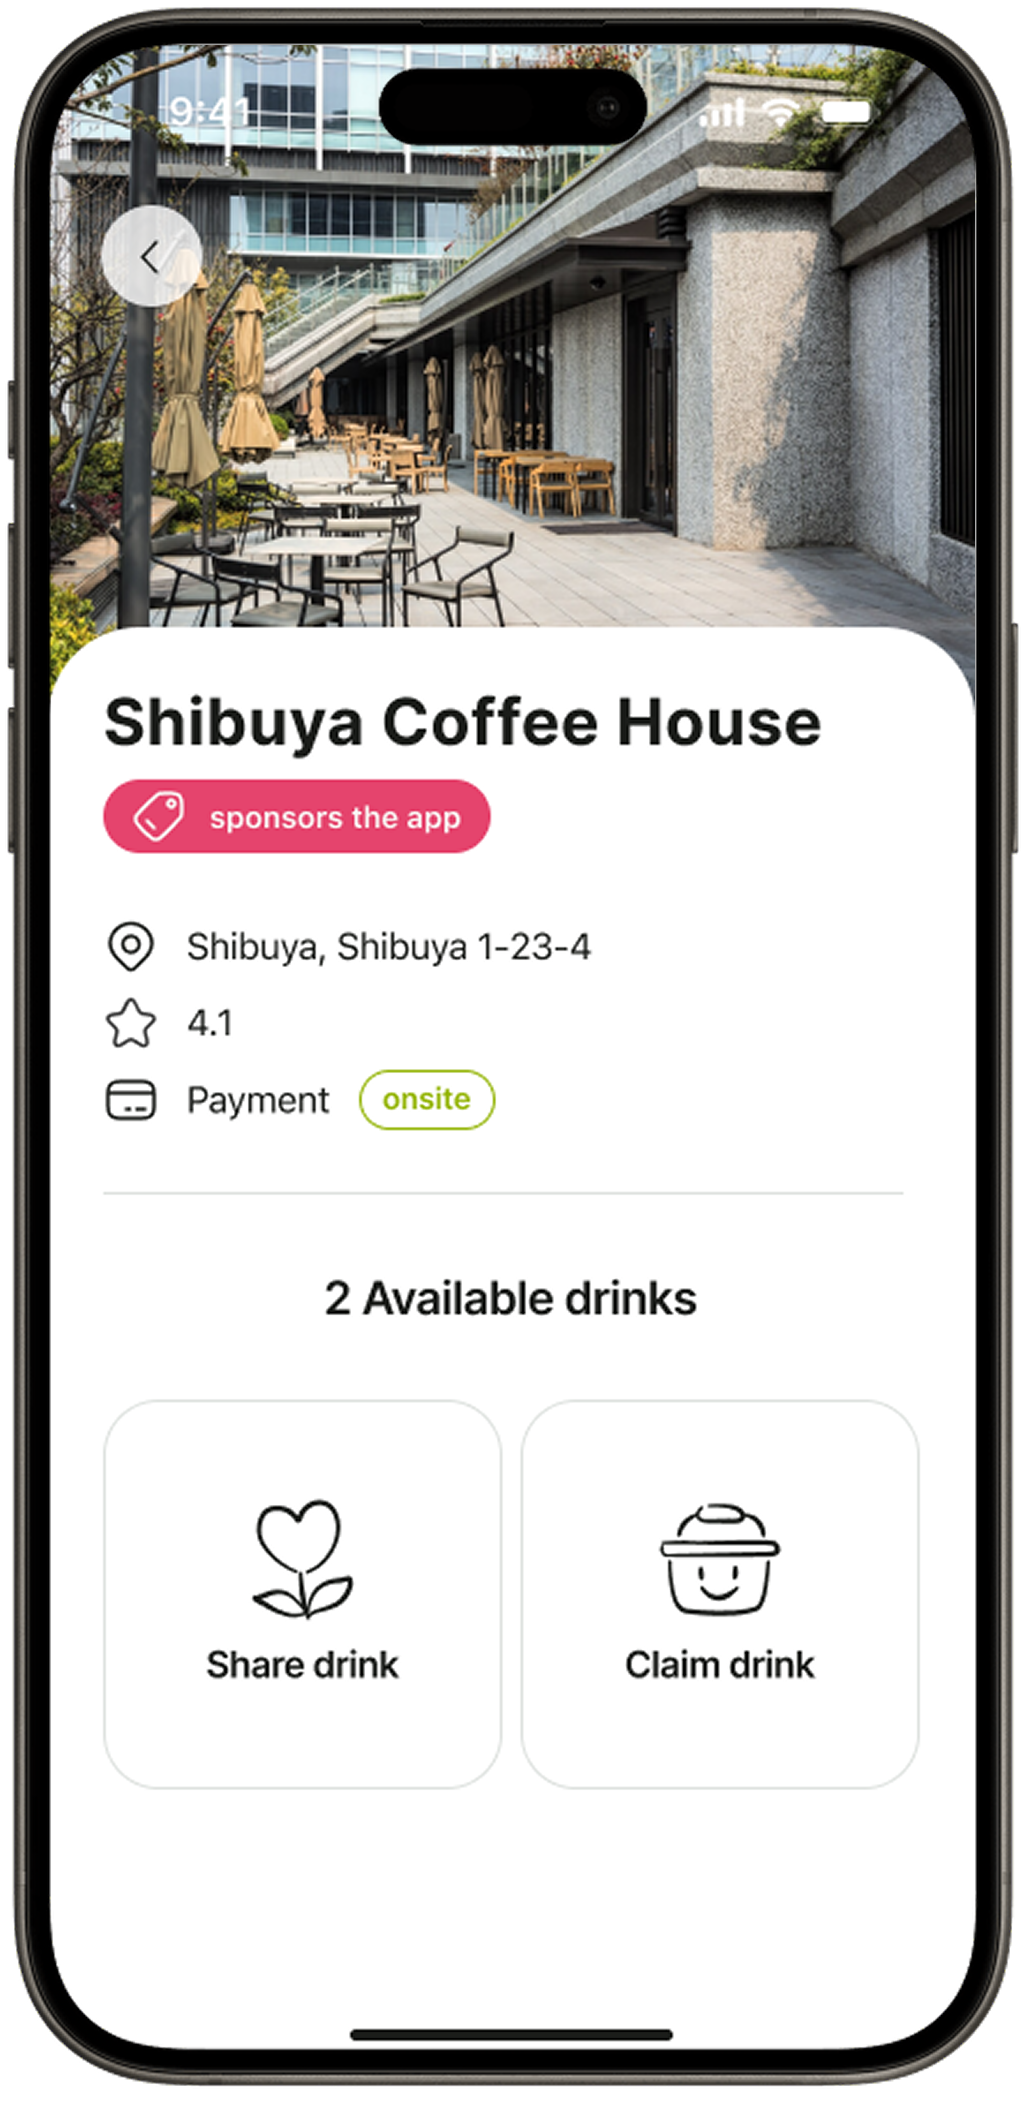 9:41
Shibuya Coffee House
sponsors the app
Shibuya, Shibuya 1-23-4
4.1
Payment onsite
2 Available drinks
Share drink
Claim drink